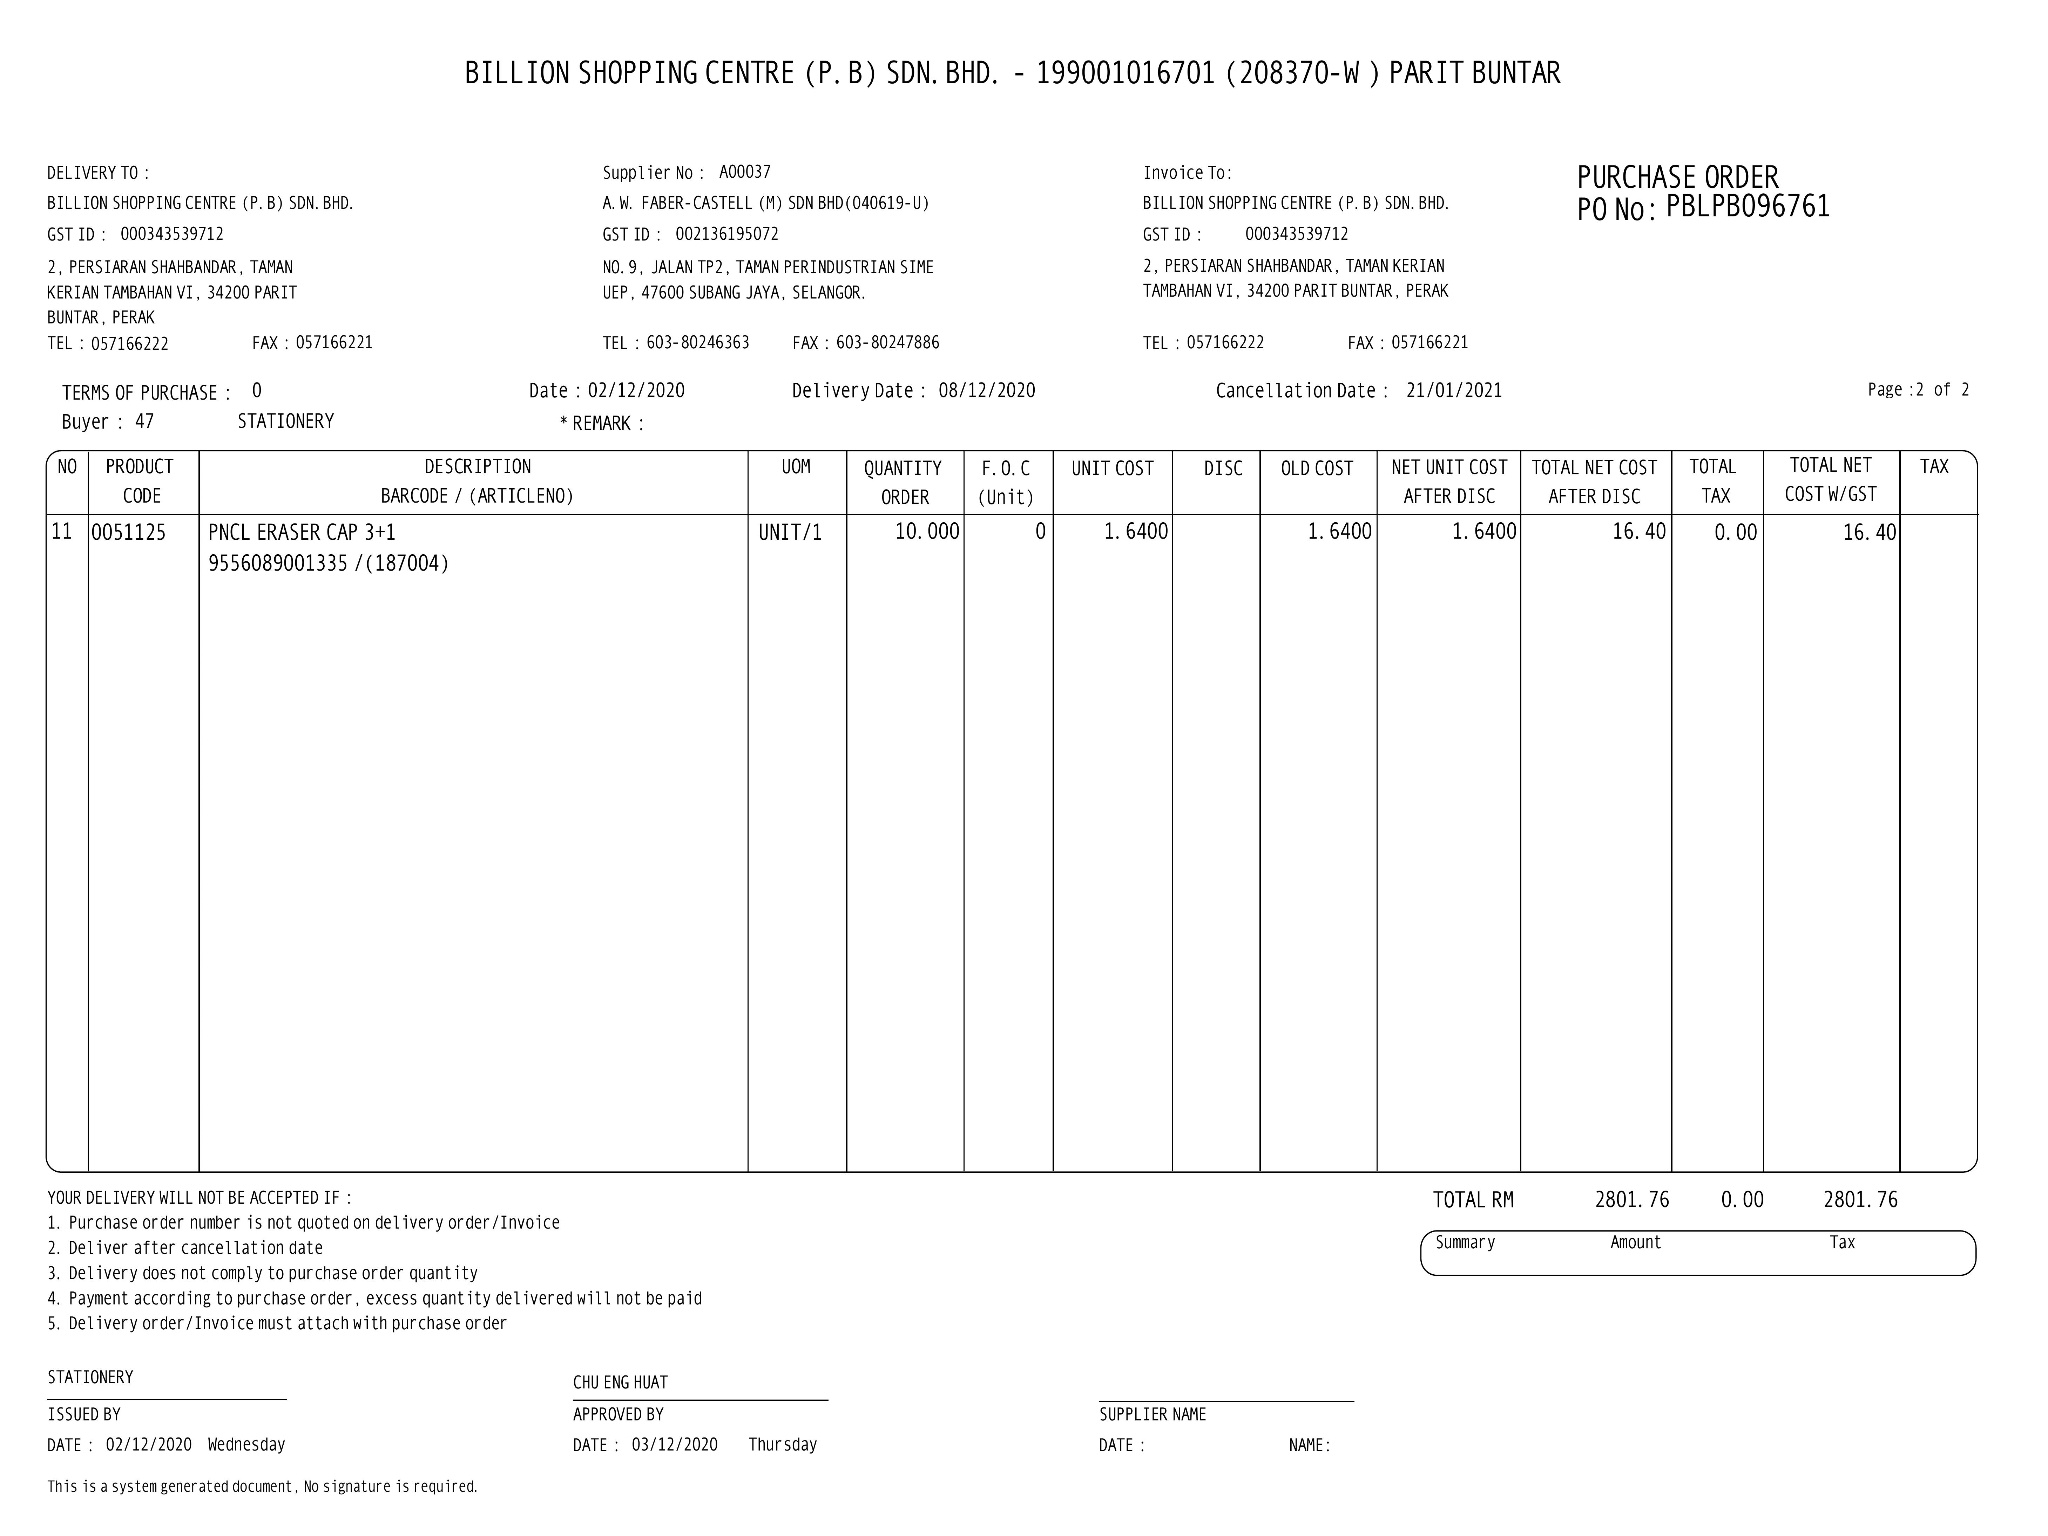 BILLION SHOPPING CENTRE (P.B) SDN.BHD. - 199001016701 (208370-W ) PARIT BUNTAR
DELIVERY TO :
BILLION SHOPPING CENTRE (P.B) SDN.BHD.
GST ID : 000343539712
2, PERSIARAN SHAHBANDAR, TAMAN
KERIAN TAMBAHAN VI, 34200 PARIT
BUNTAR, PERAK
TEL : 057166222 FAX : 057166221
Supplier No : A00037
A.W. FABER-CASTELL (M) SDN BHD(040619-U)
GST ID : 002136195072
NO.9, JALAN TP2, TAMAN PERINDUSTRIAN SIME
UEP, 47600 SUBANG JAYA, SELANGOR.
TEL : 603-80246363 FAX : 603-80247886
Invoice To:
BILLION SHOPPING CENTRE (P.B) SDN.BHD.
GST ID : 000343539712
2, PERSIARAN SHAHBANDAR, TAMAN KERIAN
TAMBAHAN VI, 34200 PARIT BUNTAR, PERAK
TEL : 057166222 FAX : 057166221
PURCHASE ORDER
PO No: PBLPB096761
TERMS OF PURCHASE : 0 Date : 02/12/2020 Delivery Date : 08/12/2020 Cancellation Date : 21/01/2021 Page :2 of 2
Buyer : 47 STATIONERY * REMARK :
NO PRODUCT DESCRIPTION UOM QUANTITY F.O.C UNIT COST DISC OLD COST NET UNIT COST TOTAL NET COST TOTAL TOTAL NET TAX
CODE BARCODE / (ARTICLENO) ORDER (Unit) AFTER DISC AFTER DISC TAX COST W/GST
11 0051125 PNCL ERASER CAP 3+1 UNIT/1 10.000 0 1.6400 1.6400 1.6400 16.40 0.00 16.40
9556089001335 /(187004)
TOTAL RM 2801.76 0.00 2801.76
Summary Amount Tax
YOUR DELIVERY WILL NOT BE ACCEPTED IF :
1. Purchase order number is not quoted on delivery order/Invoice
2. Deliver after cancellation date
3. Delivery does not comply to purchase order quantity
4. Payment according to purchase order, excess quantity delivered will not be paid
5. Delivery order/Invoice must attach with purchase order
STATIONERY
ISSUED BY
DATE : 02/12/2020 Wednesday
CHU ENG HUAT
APPROVED BY
DATE : 03/12/2020 Thursday
SUPPLIER NAME
DATE : NAME:
This is a system generated document, No signature is required.